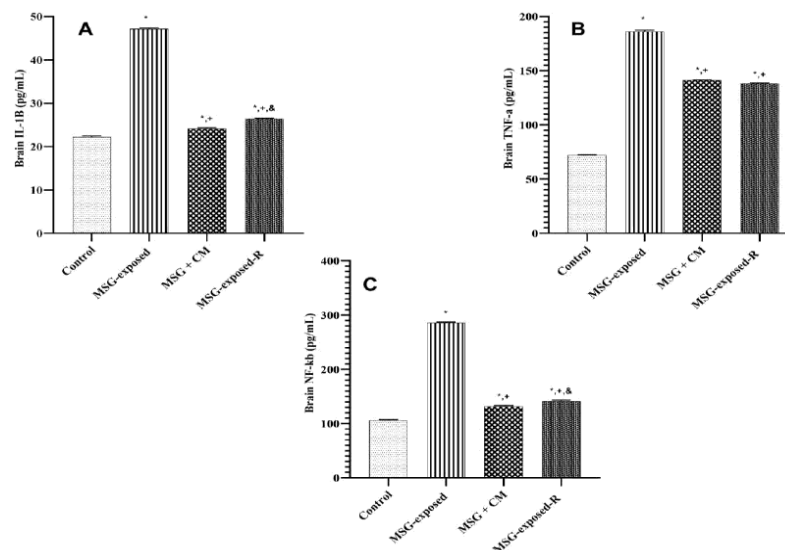 A
Brain IL-1B (pg/mL)
50
40
30
20
10
0
*
*,+
*,+,&
Control
MSG-exposed
MSG + CM
MSG-exposed-R
B
Brain TNF-a (pg/mL)
200
150
100
50
0
*
*,+
*,+
Control
MSG-exposed
MSG + CM
MSG-exposed-R
C
Brain NF-kb (pg/mL)
400
300
200
100
0
*
*,+
*,+,&
Control
MSG-exposed
MSG + CM
MSG-exposed-R